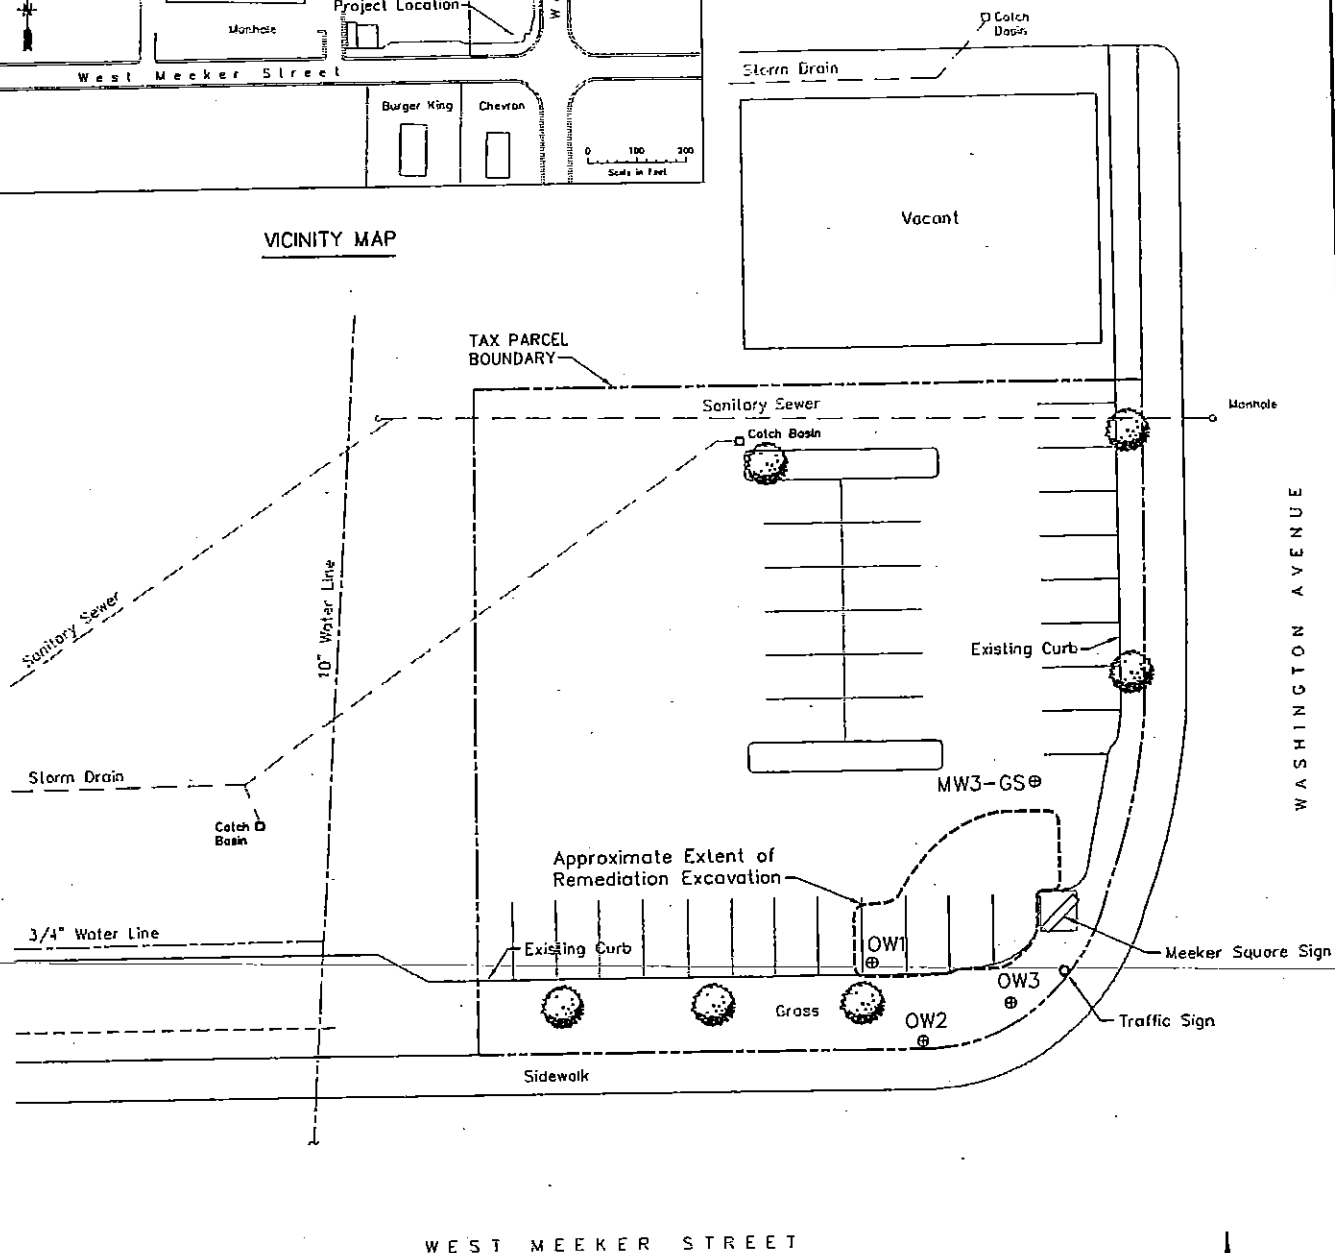 Project Location
Manhole
West Meeker Street
Burger King
Chevron
0 100 200
Scale in Feet
VICINITY MAP
Catch
Basin
Storm Drain
Vacant
TAX PARCEL
BOUNDARY
Sanitary Sewer
Manhole
Catch Basin
WASHINGTON AVENUE
Sanitary Sewer
10" Water Line
Existing Curb
Storm Drain
MW3-GS
Catch
Basin
Approximate Extent of
Remediation Excavation
3/4" Water Line
Existing Curb
OW1
Meeker Square Sign
OW3
Grass
OW2
Traffic Sign
Sidewalk
WEST MEEKER STREET